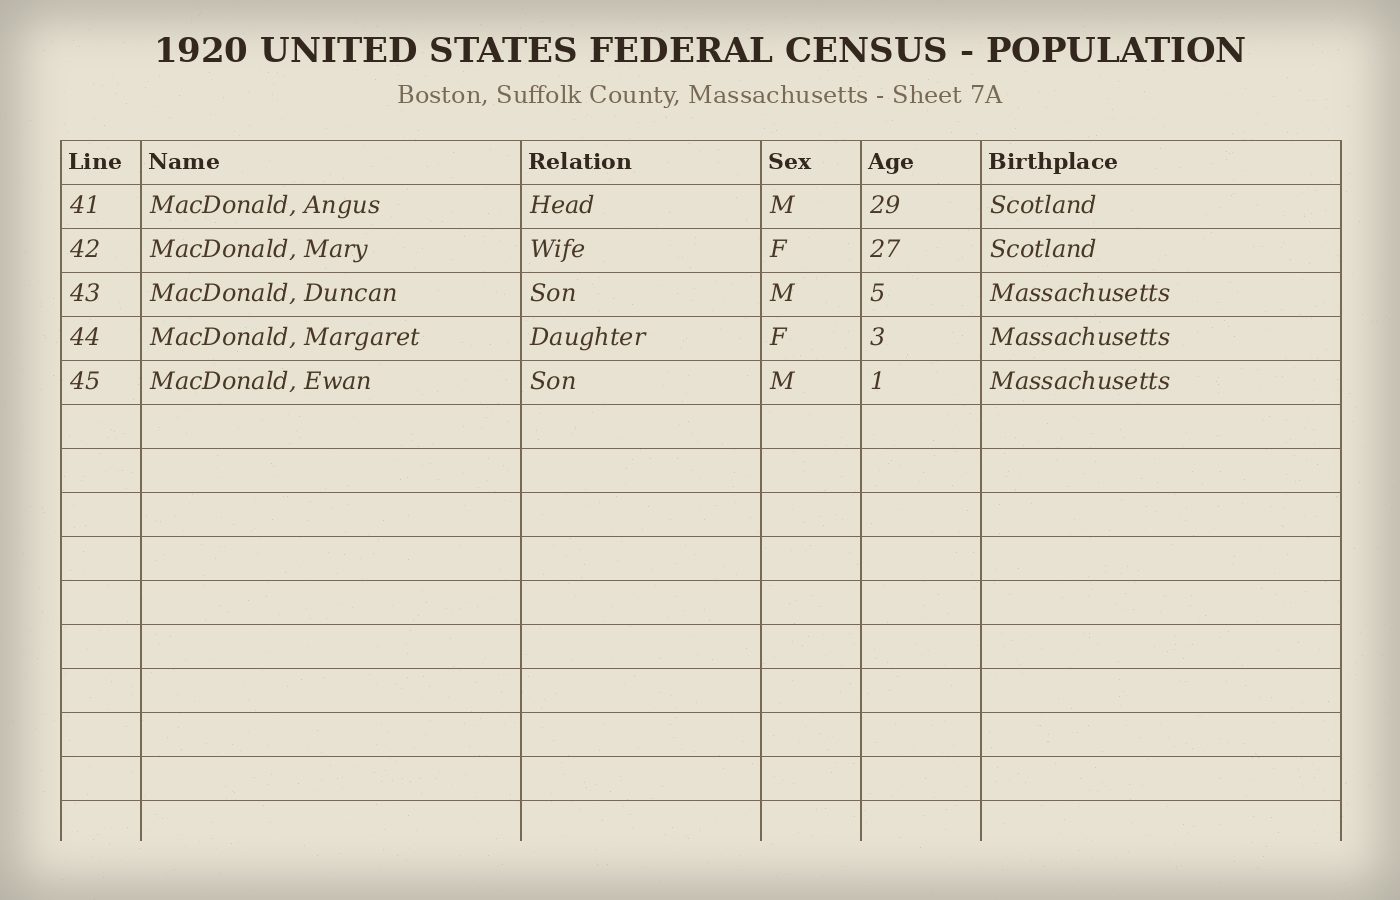 1920 UNITED STATES FEDERAL CENSUS - POPULATION
Boston, Suffolk County, Massachusetts - Sheet 7A
Line Name Relation Sex Age Birthplace
41 MacDonald, Angus Head M 29 Scotland
42 MacDonald, Mary Wife F 27 Scotland
43 MacDonald, Duncan Son M 5 Massachusetts
44 MacDonald, Margaret Daughter F 3 Massachusetts
45 MacDonald, Ewan Son M 1 Massachusetts